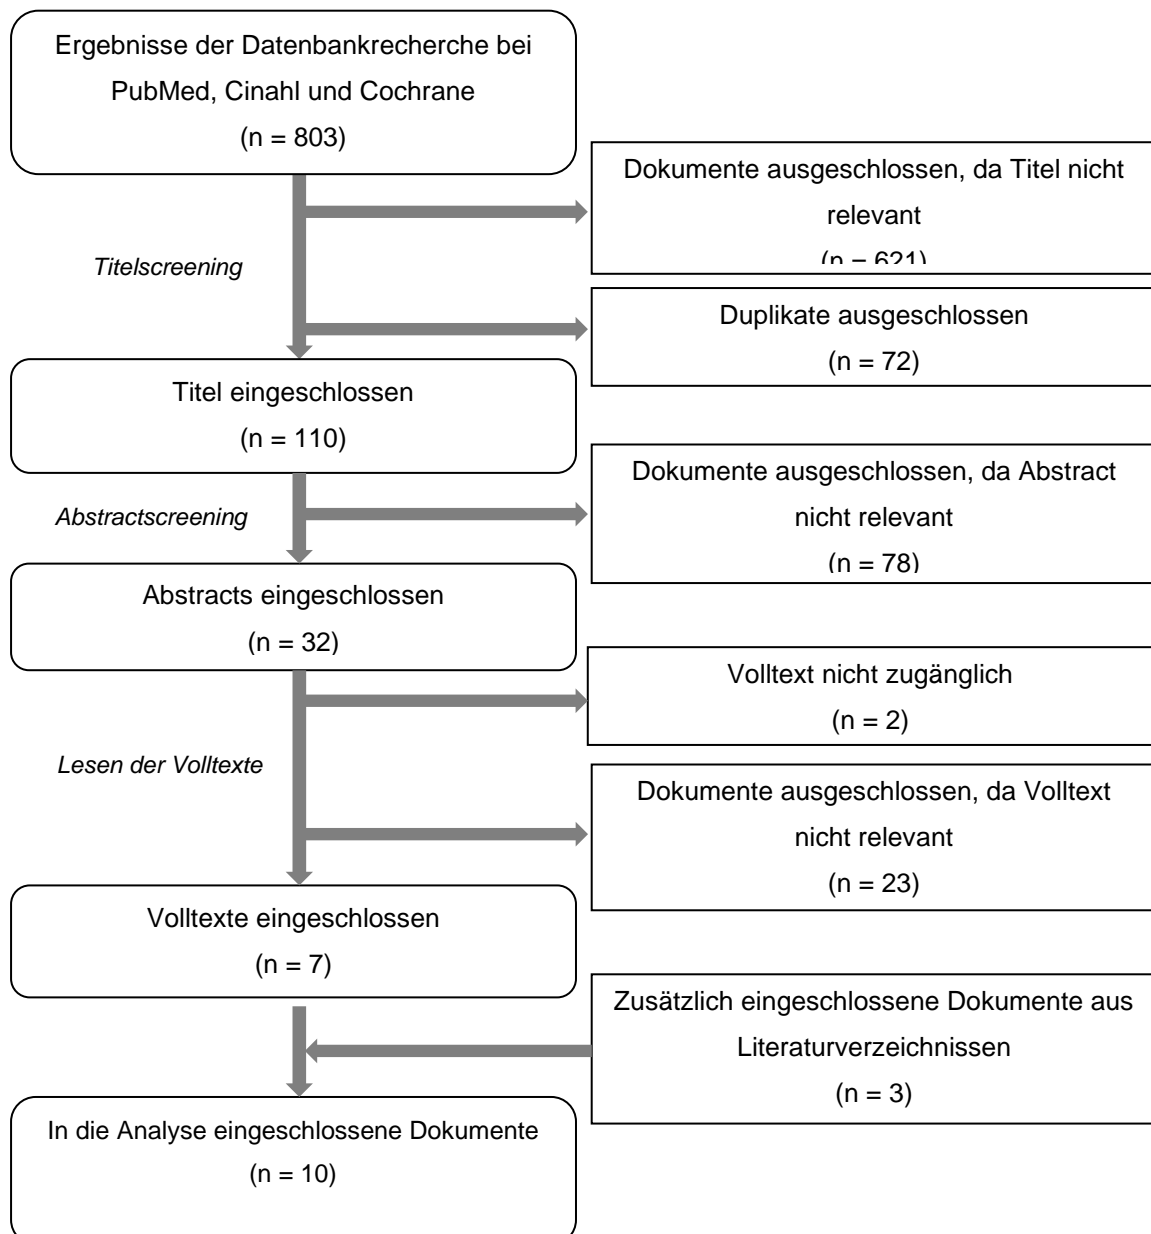 Ergebnisse der Datenbankrecherche bei
PubMed, Cinahl und Cochrane
(n = 803)
Dokumente ausgeschlossen, da Titel nicht
relevant
(n = 621)
Titelscreening
Duplikate ausgeschlossen
(n = 72)
Titel eingeschlossen
(n = 110)
Dokumente ausgeschlossen, da Abstract
nicht relevant
(n = 78)
Abstractscreening
Abstracts eingeschlossen
(n = 32)
Volltext nicht zugänglich
(n = 2)
Lesen der Volltexte
Dokumente ausgeschlossen, da Volltext
nicht relevant
(n = 23)
Volltexte eingeschlossen
(n = 7)
Zusätzlich eingeschlossene Dokumente aus
Literaturverzeichnissen
(n = 3)
In die Analyse eingeschlossene Dokumente
(n = 10)